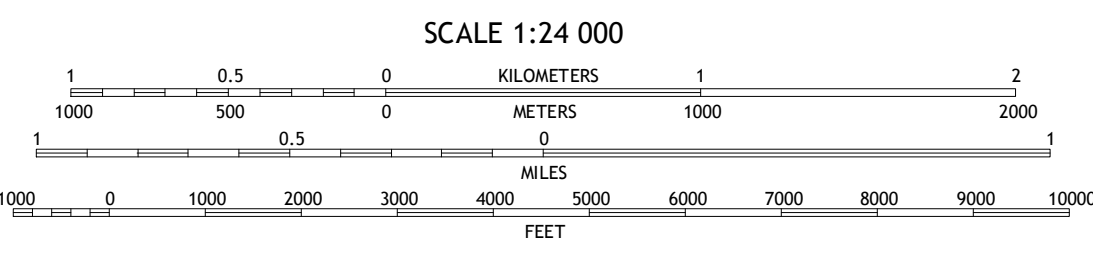 SCALE 1:24 000
1 0.5 0 KILOMETERS 1 2
1000 500 0 METERS 1000 2000
1 0.5 0 1
MILES
1000 0 1000 2000 3000 4000 5000 6000 7000 8000 9000 10000
FEET